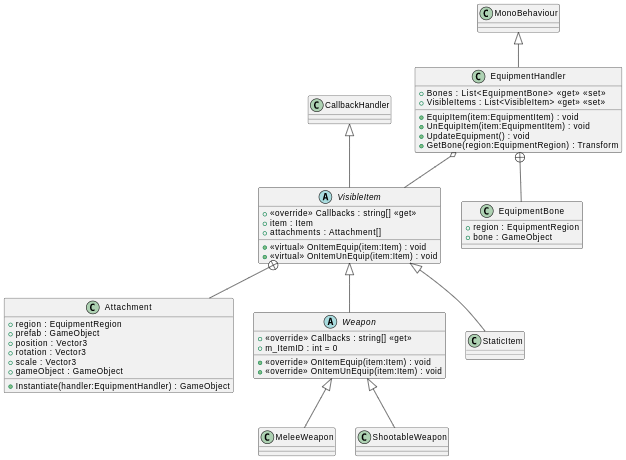 C MonoBehaviour
C EquipmentHandler
Bones : List<EquipmentBone> «get» «set»
VisibleItems : List<VisibleItem> «get» «set»
EquipItem(item:EquipmentItem) : void
UnEquipItem(item:EquipmentItem) : void
UpdateEquipment() : void
GetBone(region:EquipmentRegion) : Transform
C CallbackHandler
A VisibleItem
«override» Callbacks : string[] «get»
item : Item
attachments : Attachment[]
«virtual» OnItemEquip(item:Item) : void
«virtual» OnItemUnEquip(item:Item) : void
C EquipmentBone
region : EquipmentRegion
bone : GameObject
C Attachment
region : EquipmentRegion
prefab : GameObject
position : Vector3
rotation : Vector3
scale : Vector3
gameObject : GameObject
Instantiate(handler:EquipmentHandler) : GameObject
A Weapon
«override» Callbacks : string[] «get»
m_ItemID : int = 0
«override» OnItemEquip(item:Item) : void
«override» OnItemUnEquip(item:Item) : void
C StaticItem
C MeleeWeapon
C ShootableWeapon